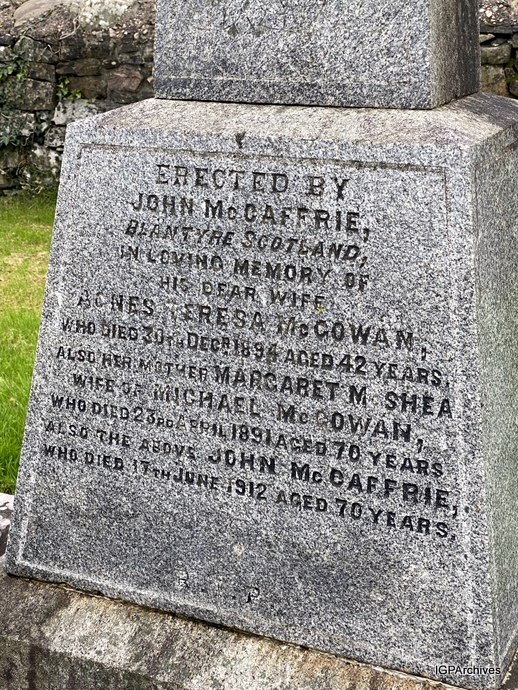 ERECTED BY
JOHN McCAFFRIE,
BLANTYRE SCOTLAND,
IN LOVING MEMORY OF
HIS DEAR WIFE,
AGNES TERESA McGOWAN,
WHO DIED 30TH DECR 1894 AGED 42 YEARS,
ALSO HER MOTHER MARGARET M. SHEA
WIFE OF MICHAEL McGOWAN,
WHO DIED 23RD APRIL 1891 AGED 70 YEARS
ALSO THE ABOVE JOHN McCAFFRIE,
WHO DIED 17TH JUNE 1912 AGED 70 YEARS.
R . P
IGPArchives